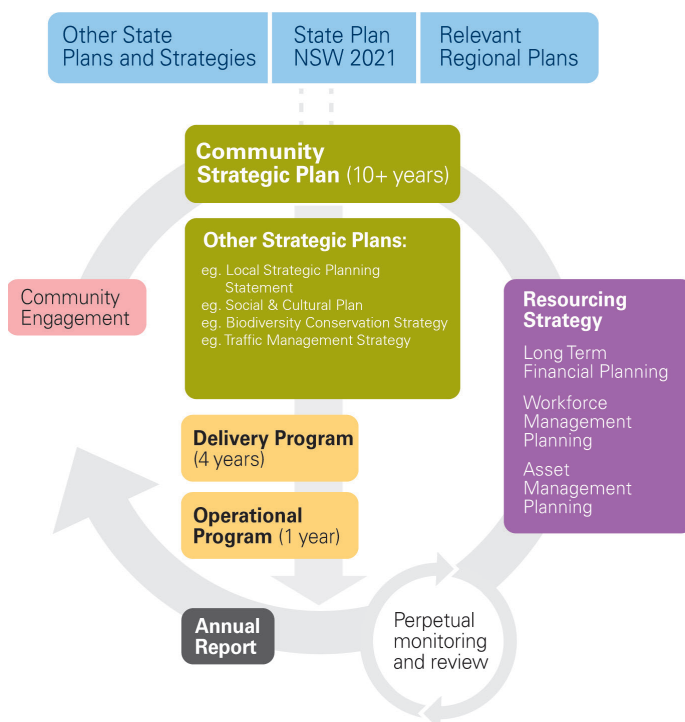 Other State
Plans and Strategies
State Plan
NSW 2021
Relevant
Regional Plans
Community
Strategic Plan (10+ years)
Other Strategic Plans:
eg. Local Strategic Planning
Statement
eg. Social & Cultural Plan
eg. Biodiversity Conservation Strategy
eg. Traffic Management Strategy
Community
Engagement
Resourcing
Strategy
Long Term
Financial Planning
Workforce
Management
Planning
Asset
Management
Planning
Delivery Program
(4 years)
Operational
Program (1 year)
Annual
Report
Perpetual
monitoring
and review